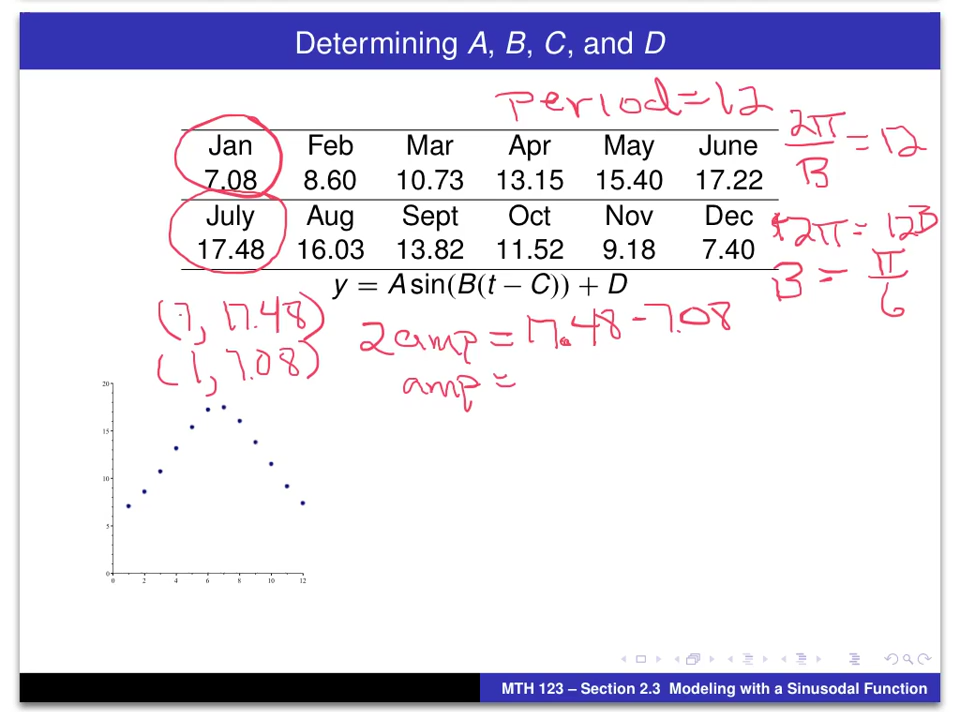 Determining A, B, C, and D
period = 12
Jan Feb Mar Apr May June
7.08 8.60 10.73 13.15 15.40 17.22
July Aug Sept Oct Nov Dec
17.48 16.03 13.82 11.52 9.18 7.40
y = A sin(B(t − C)) + D
2π/B = 12
2π = 12B
B = π/6
(7, 17.48)
(1, 7.08)
2amp = 17.48 - 7.08
amp =
20
15
10
5
0
0 2 4 6 8 10 12
MTH 123 – Section 2.3 Modeling with a Sinusodal Function